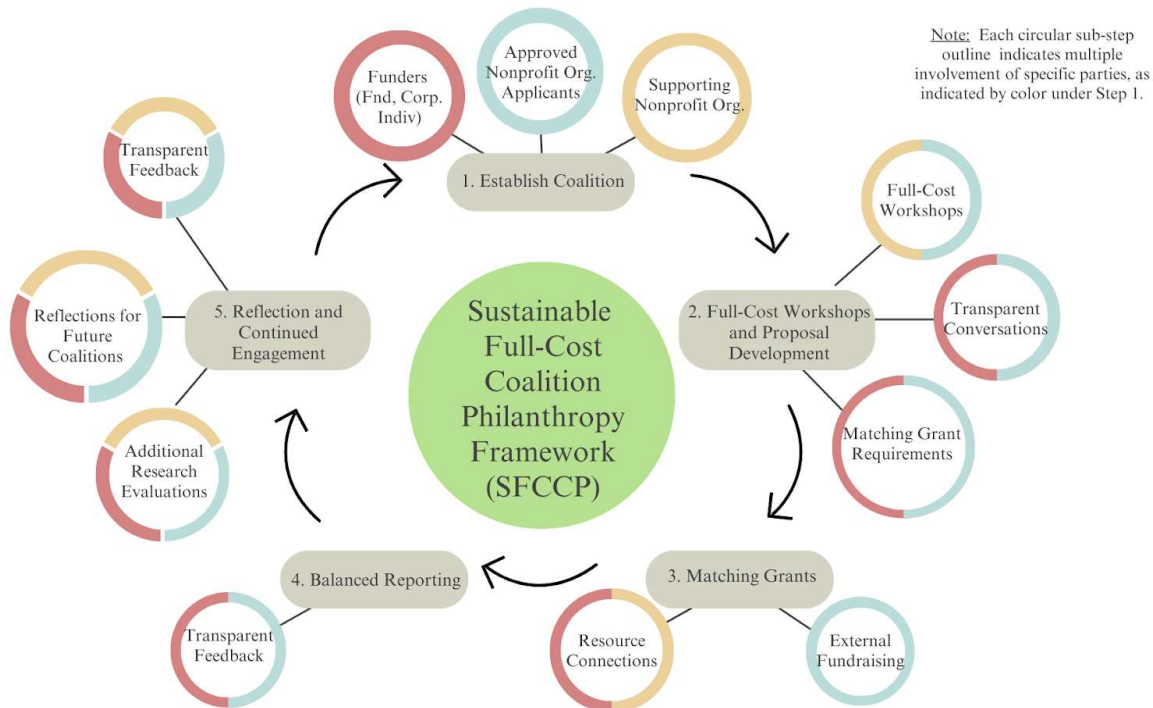 Note: Each circular sub-step
outline indicates multiple
involvement of specific parties, as
indicated by color under Step 1.
Funders
(Fnd, Corp.
Indiv)
Approved
Nonprofit Org.
Applicants
Supporting
Nonprofit Org.
1. Establish Coalition
Full-Cost
Workshops
Transparent
Conversations
Matching Grant
Requirements
2. Full-Cost Workshops
and Proposal
Development
3. Matching Grants
Resource
Connections
External
Fundraising
4. Balanced Reporting
Transparent
Feedback
5. Reflection and
Continued
Engagement
Transparent
Feedback
Reflections for
Future
Coalitions
Additional
Research
Evaluations
Sustainable
Full-Cost
Coalition
Philanthropy
Framework
(SFCCP)